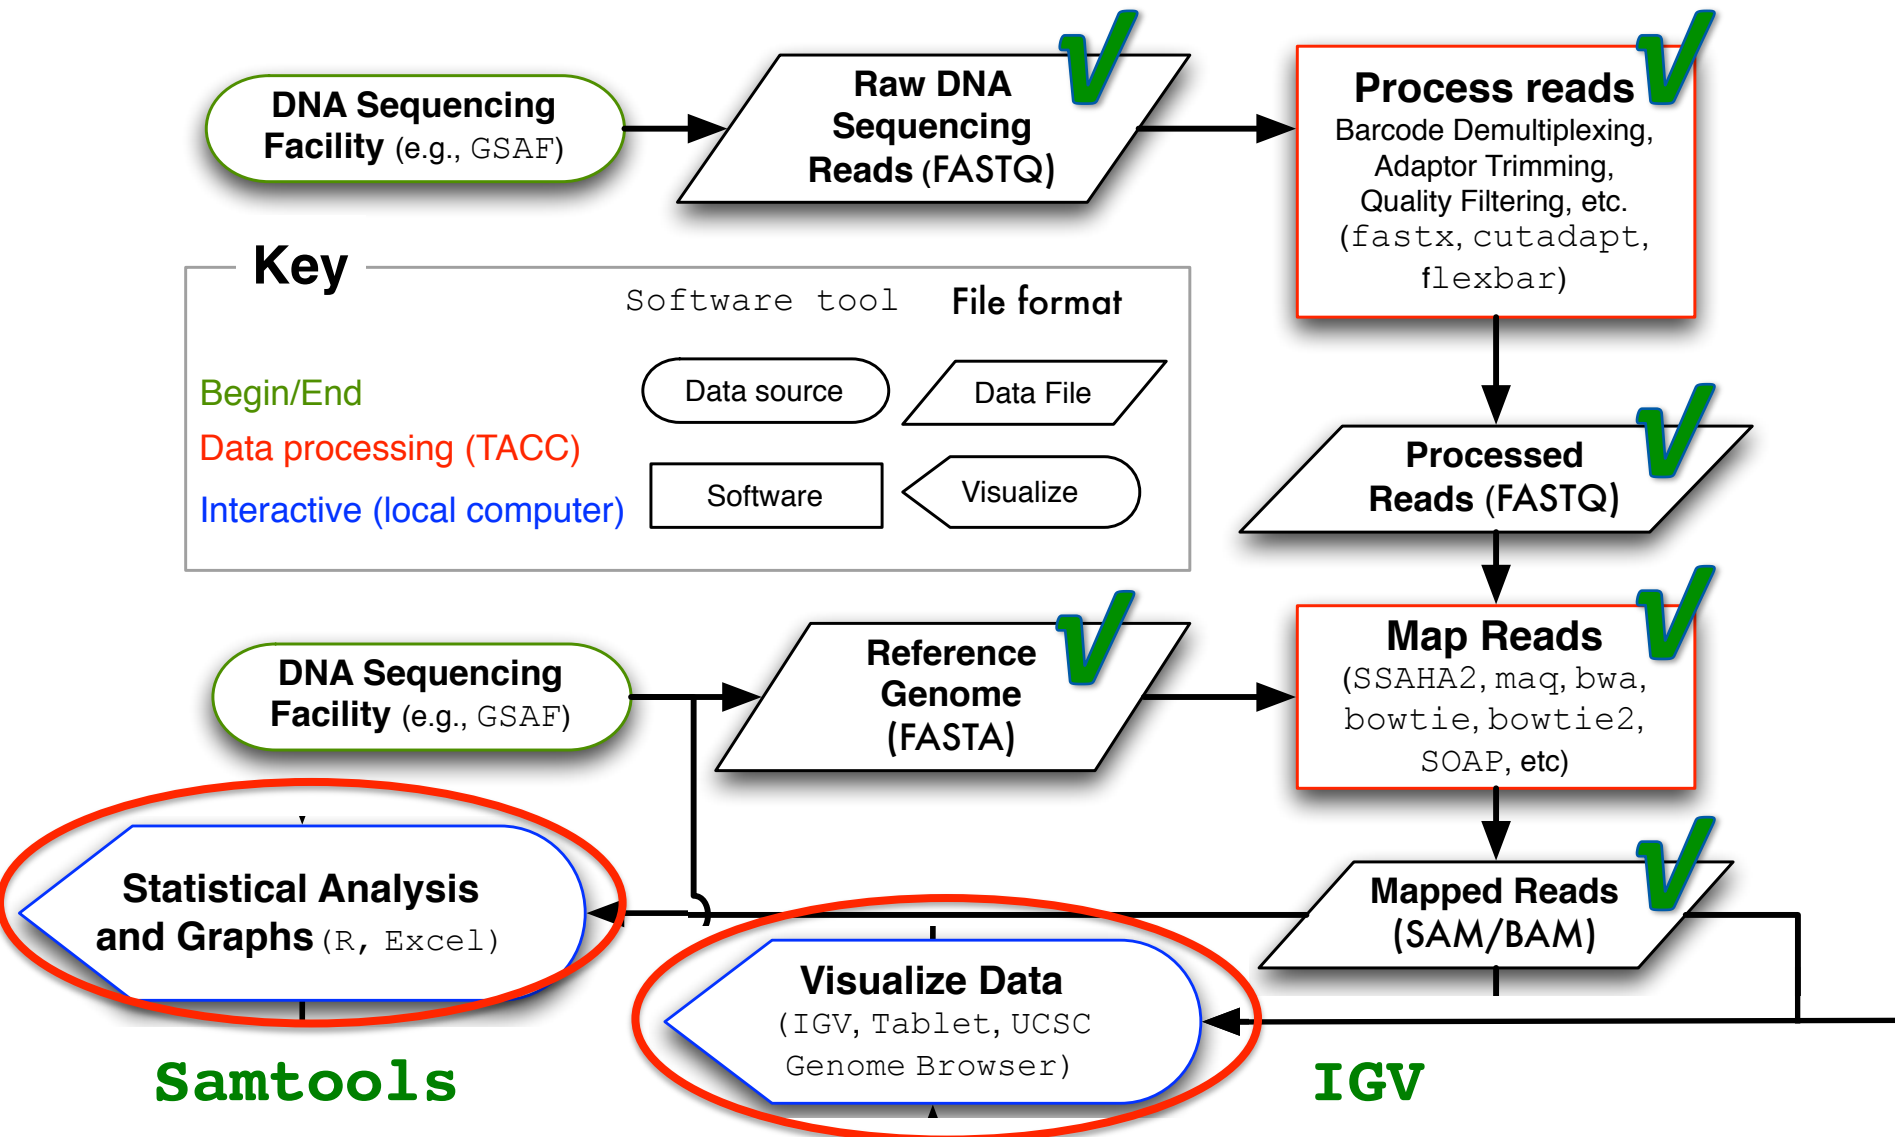 DNA Sequencing
Facility (e.g., GSAF)
Raw DNA
Sequencing
Reads (FASTQ)
Process reads
Barcode Demultiplexing,
Adaptor Trimming,
Quality Filtering, etc.
(fastx, cutadapt,
flexbar)
Key
Software tool
File format
Begin/End
Data source
Data File
Data processing (TACC)
Interactive (local computer)
Software
Visualize
Processed
Reads (FASTQ)
DNA Sequencing
Facility (e.g., GSAF)
Reference
Genome
(FASTA)
Map Reads
(SSAHA2, maq, bwa,
bowtie, bowtie2,
SOAP, etc)
Statistical Analysis
and Graphs (R, Excel)
Mapped Reads
(SAM/BAM)
Visualize Data
(IGV, Tablet, UCSC
Genome Browser)
Samtools
IGV